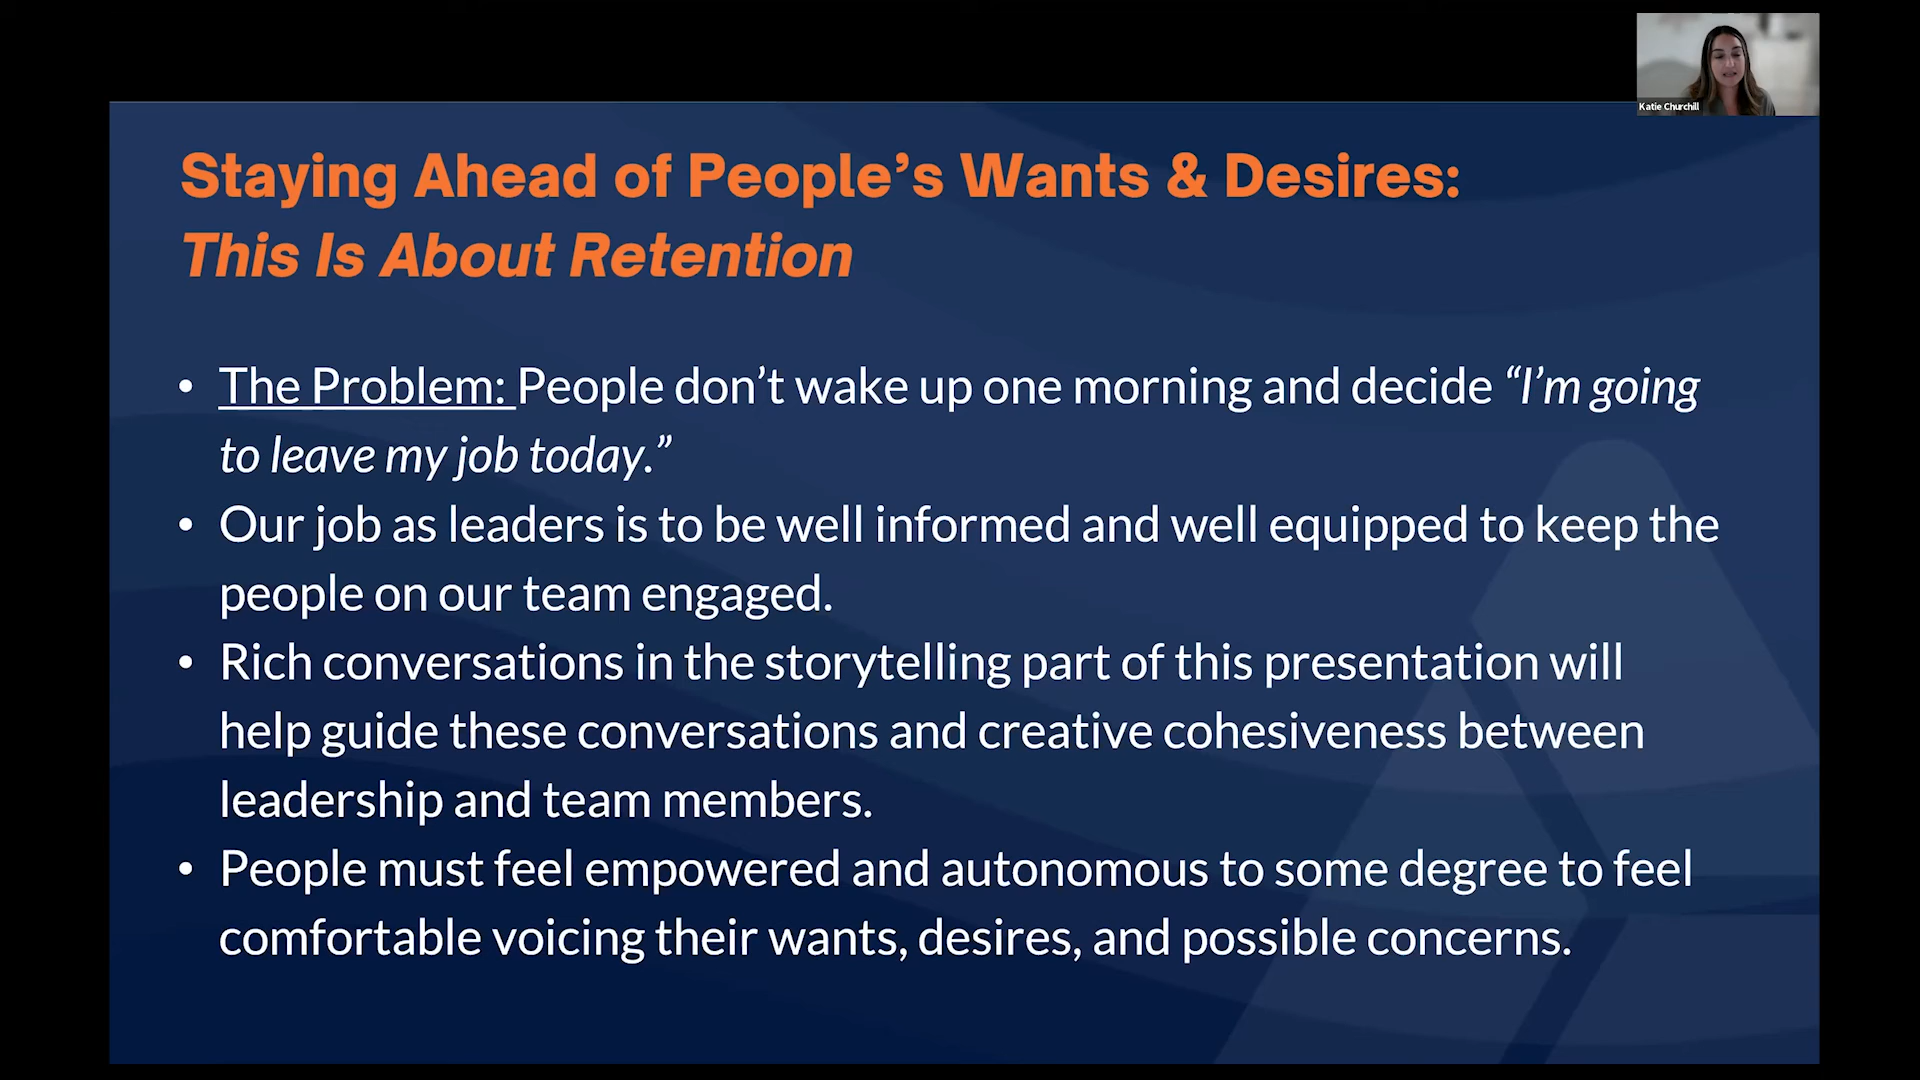 Katie Churchill
Staying Ahead of People’s Wants & Desires:
This Is About Retention
• The Problem: People don’t wake up one morning and decide “I’m going
to leave my job today.”
• Our job as leaders is to be well informed and well equipped to keep the
people on our team engaged.
• Rich conversations in the storytelling part of this presentation will
help guide these conversations and creative cohesiveness between
leadership and team members.
• People must feel empowered and autonomous to some degree to feel
comfortable voicing their wants, desires, and possible concerns.